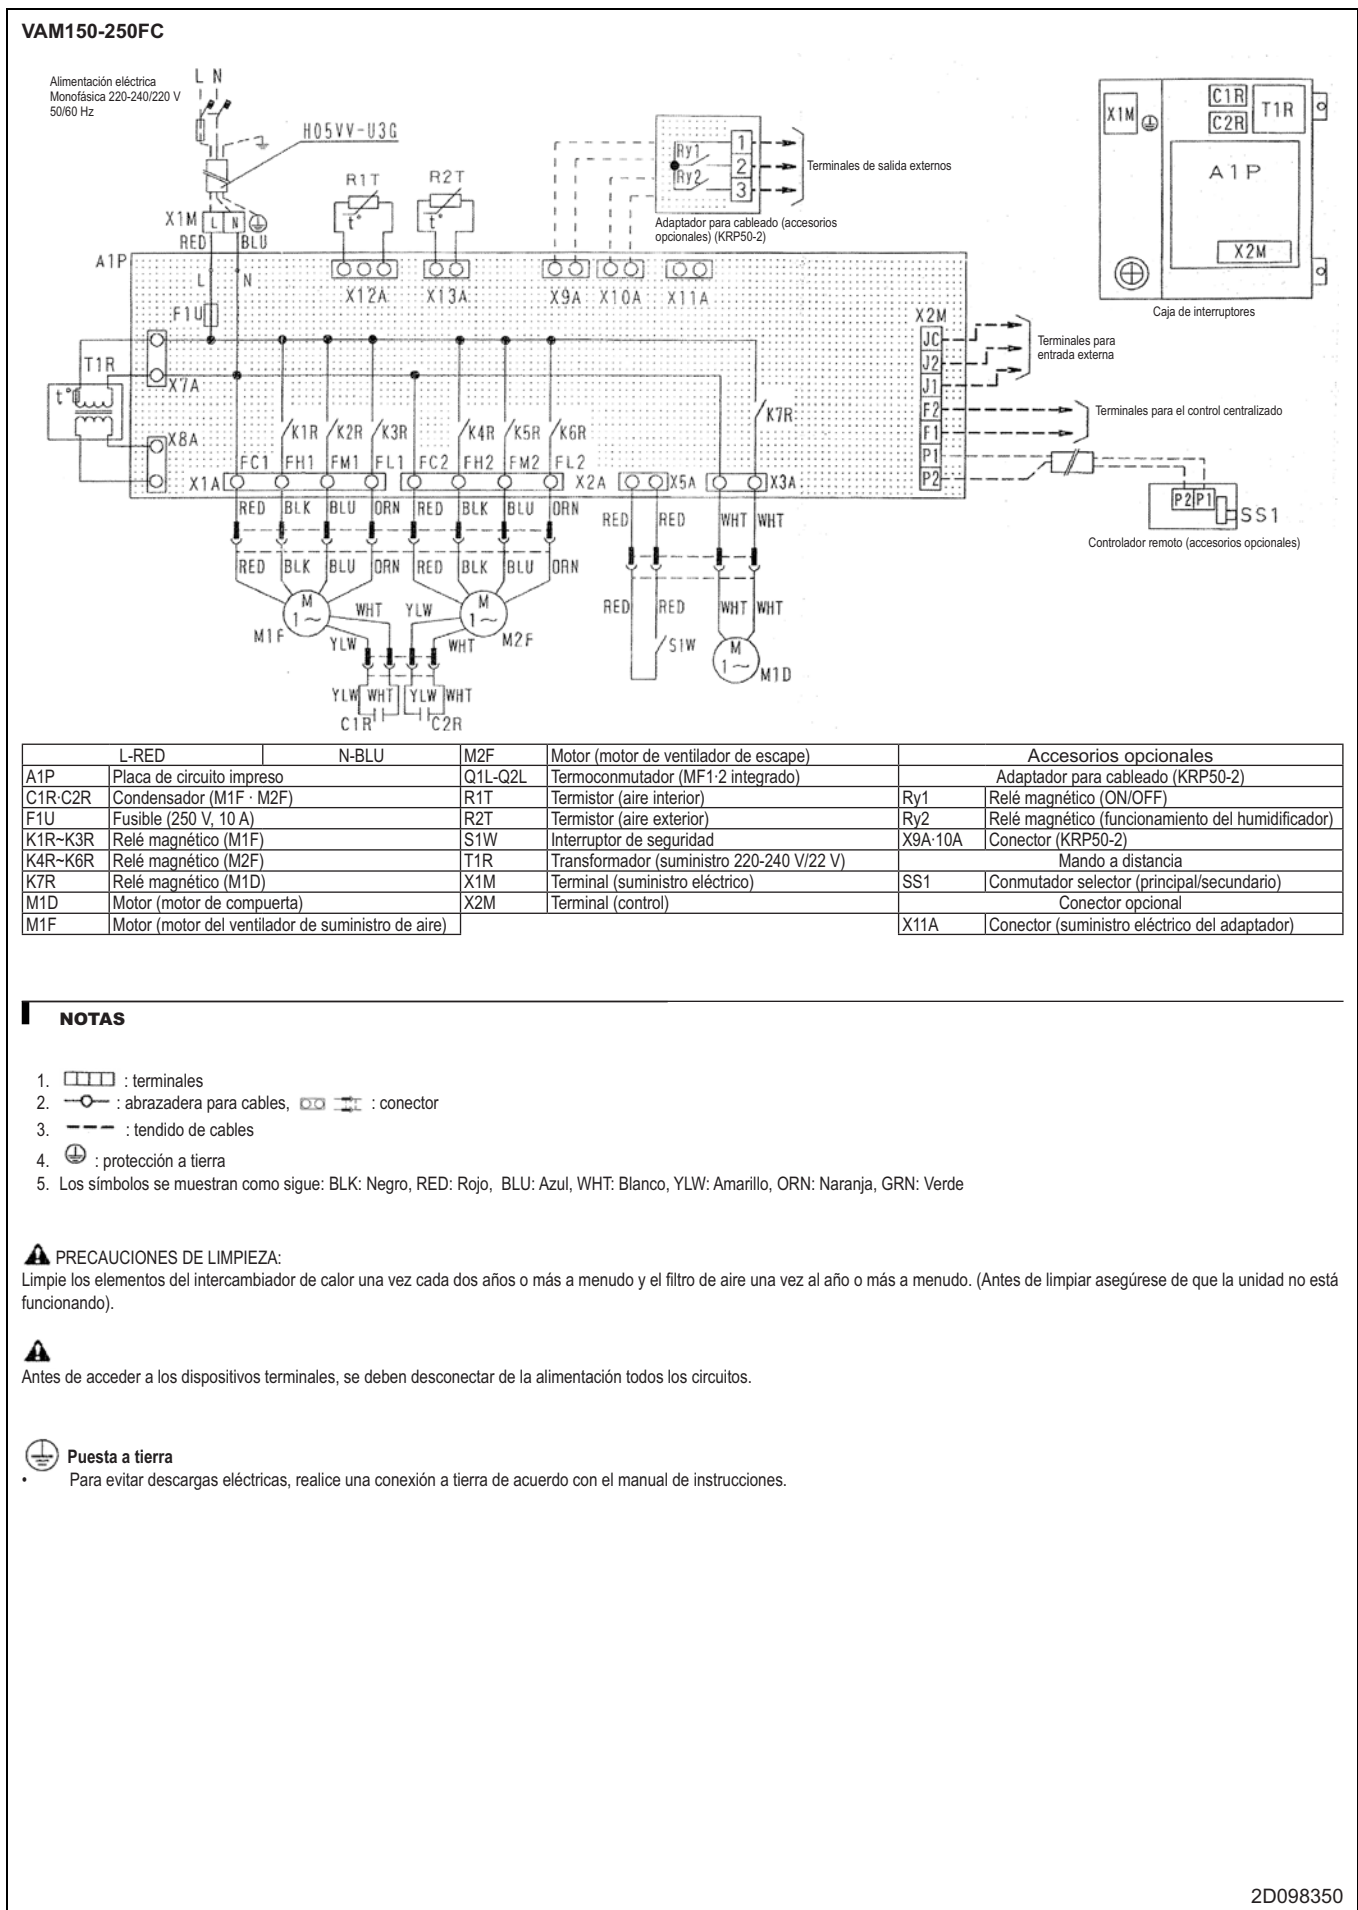 VAM150-250FC
Alimentación eléctrica
Monofásica 220-240/220 V
50/60 Hz
L N
H05VV-U3G
R1T
R2T
t°
t°
Ry1
Ry2
1
2
3
Terminales de salida externos
Adaptador para cableado (accesorios
opcionales) (KRP50-2)
X1M
C1R
C2R
T1R
A1P
X2M
Caja de interruptores
X1M L N
RED BLU
A1P
L N
X12A X13A X9A X10A X11A
F1U
X2M
JC
J2
J1
F2
F1
P1
P2
Terminales para
entrada externa
Terminales para el control centralizado
P2 P1
SS1
Controlador remoto (accesorios opcionales)
T1R
t°
X7A
X8A
K1R K2R K3R K4R K5R K6R K7R
FC1 FH1 FM1 FL1 FC2 FH2 FM2 FL2
X1A X2A X5A X3A
RED BLK BLU ORN RED BLK BLU ORN RED RED WHT WHT
RED BLK BLU ORN RED BLK BLU ORN
RED RED WHT WHT
M
1~
M1F
WHT YLW
M
1~
M2F
YLW WHT
S1W
M
1~
M1D
YLW WHT YLW WHT
C1R C2R
L-RED N-BLU M2F Motor (motor de ventilador de escape) Accesorios opcionales
A1P Placa de circuito impreso Q1L-Q2L Termoconmutador (MF1·2 integrado) Adaptador para cableado (KRP50-2)
C1R·C2R Condensador (M1F · M2F) R1T Termistor (aire interior) Ry1 Relé magnético (ON/OFF)
F1U Fusible (250 V, 10 A) R2T Termistor (aire exterior) Ry2 Relé magnético (funcionamiento del humidificador)
K1R~K3R Relé magnético (M1F) S1W Interruptor de seguridad X9A·10A Conector (KRP50-2)
K4R~K6R Relé magnético (M2F) T1R Transformador (suministro 220-240 V/22 V) Mando a distancia
K7R Relé magnético (M1D) X1M Terminal (suministro eléctrico) SS1 Conmutador selector (principal/secundario)
M1D Motor (motor de compuerta) X2M Terminal (control) Conector opcional
M1F Motor (motor del ventilador de suministro de aire) X11A Conector (suministro eléctrico del adaptador)
NOTAS
1. : terminales
2. : abrazadera para cables, : conector
3. : tendido de cables
4. : protección a tierra
5. Los símbolos se muestran como sigue: BLK: Negro, RED: Rojo, BLU: Azul, WHT: Blanco, YLW: Amarillo, ORN: Naranja, GRN: Verde
PRECAUCIONES DE LIMPIEZA:
Limpie los elementos del intercambiador de calor una vez cada dos años o más a menudo y el filtro de aire una vez al año o más a menudo. (Antes de limpiar asegúrese de que la unidad no está
funcionando).
Antes de acceder a los dispositivos terminales, se deben desconectar de la alimentación todos los circuitos.
Puesta a tierra
• Para evitar descargas eléctricas, realice una conexión a tierra de acuerdo con el manual de instrucciones.
2D098350